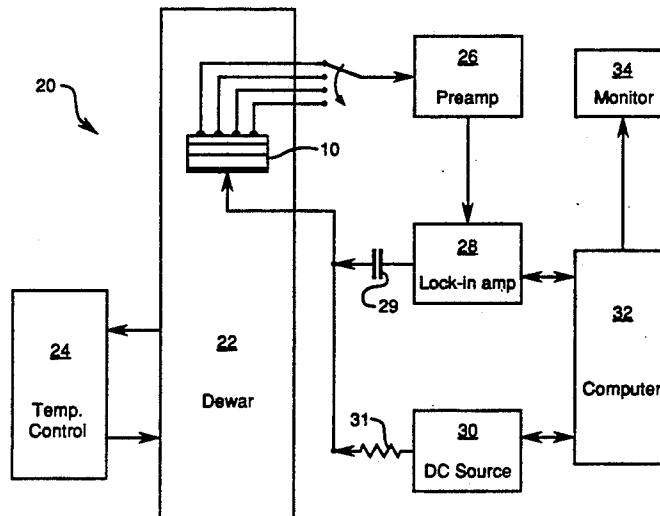 20
26
Preamp
34
Monitor
10
28
Lock-in amp
29
32
Computer
24
Temp.
Control
22
Dewar
31
30
DC Source